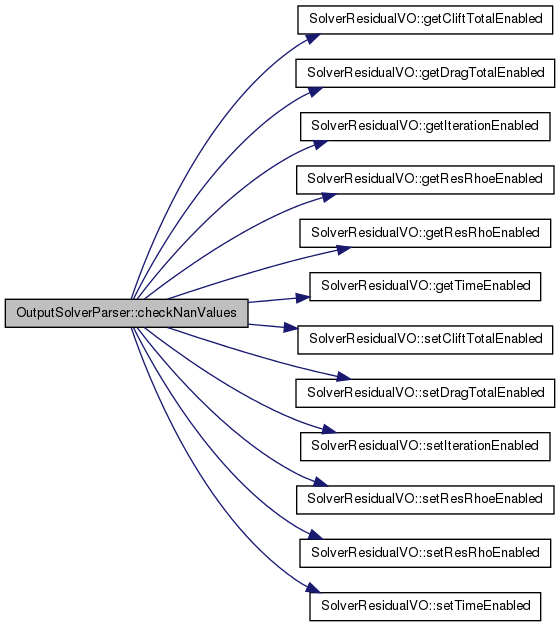 SolverResidualVO::getCliftTotalEnabled
SolverResidualVO::getDragTotalEnabled
SolverResidualVO::getIterationEnabled
SolverResidualVO::getResRhoeEnabled
SolverResidualVO::getResRhoEnabled
SolverResidualVO::getTimeEnabled
OutputSolverParser::checkNanValues
SolverResidualVO::setCliftTotalEnabled
SolverResidualVO::setDragTotalEnabled
SolverResidualVO::setIterationEnabled
SolverResidualVO::setResRhoeEnabled
SolverResidualVO::setResRhoEnabled
SolverResidualVO::setTimeEnabled